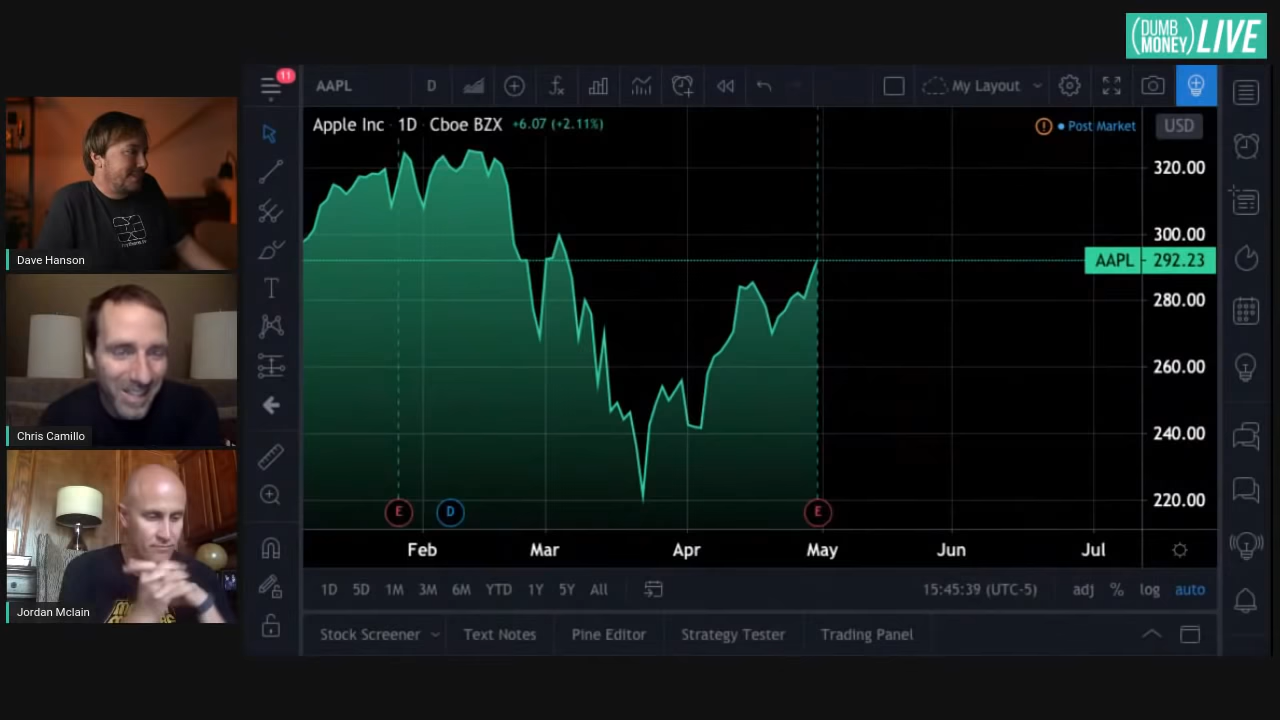 (DUMB MONEY) LIVE
11
AAPL
D
My Layout
Apple Inc 1D Cboe BZX +6.07 (+2.11%)
Post Market
USD
320.00
300.00
AAPL 292.23
280.00
260.00
240.00
220.00
E
D
E
Feb Mar Apr May Jun Jul
1D 5D 1M 3M 6M YTD 1Y 5Y All
15:45:39 (UTC-5)
adj % log auto
Stock Screener Text Notes Pine Editor Strategy Tester Trading Panel
Dave Hanson
Chris Camillo
Jordan Mclain